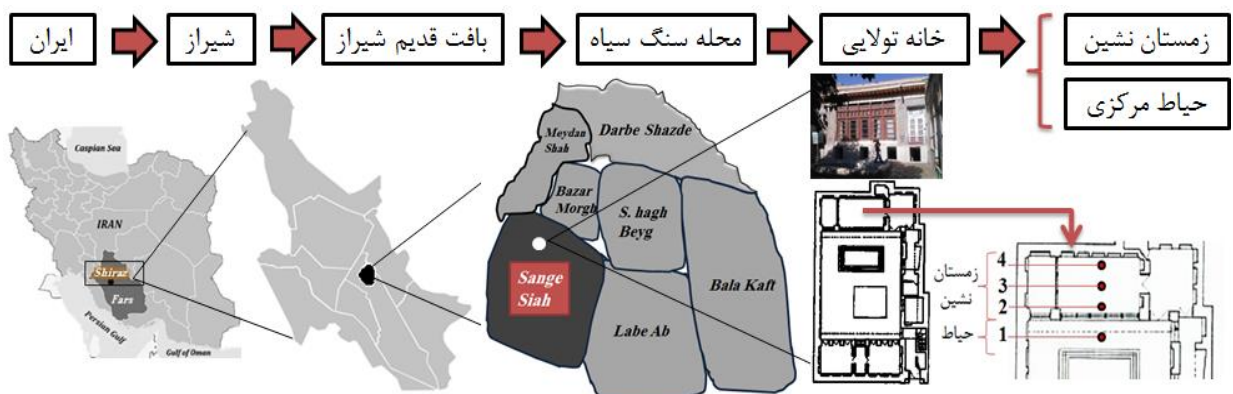 ایران
شیراز
بافت قدیم شیراز
محله سنگ سیاه
خانه تولایی
زمستان نشین
حیاط مرکزی
Caspian Sea
IRAN
Shiraz
Fars
Persian Gulf
Gulf of Oman
Meydan
Shah
Darbe Shazde
Bazar
Morgh
S. hagh
Beyg
Sange
Siah
Bala Kaft
Labe Ab
زمستان
نشین
حیاط
4
3
2
1